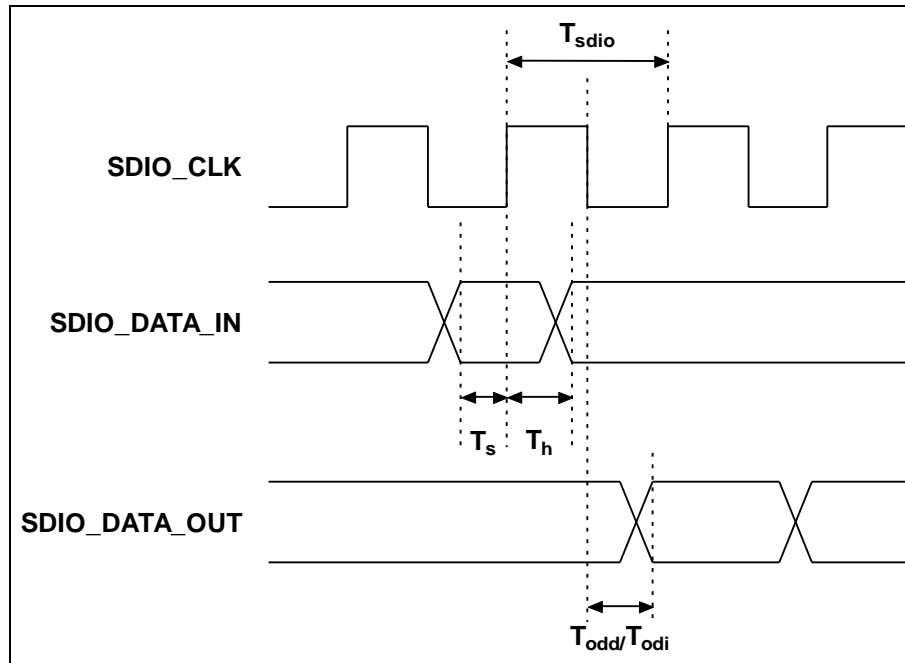 Tsdio
SDIO_CLK
SDIO_DATA_IN
Ts
Th
SDIO_DATA_OUT
Todd/Todi